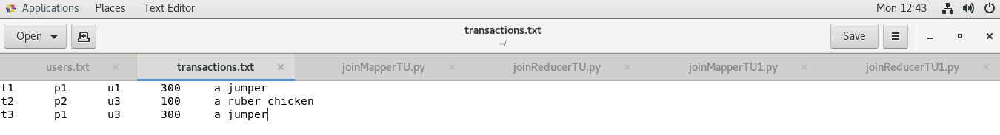 Applications Places Text Editor Mon 12:43
Open transactions.txt Save
~/
users.txt transactions.txt joinMapperTU.py joinReducerTU.py joinMapperTU1.py joinReducerTU1.py
t1 p1 u1 300 a jumper
t2 p2 u3 100 a ruber chicken
t3 p1 u3 300 a jumper